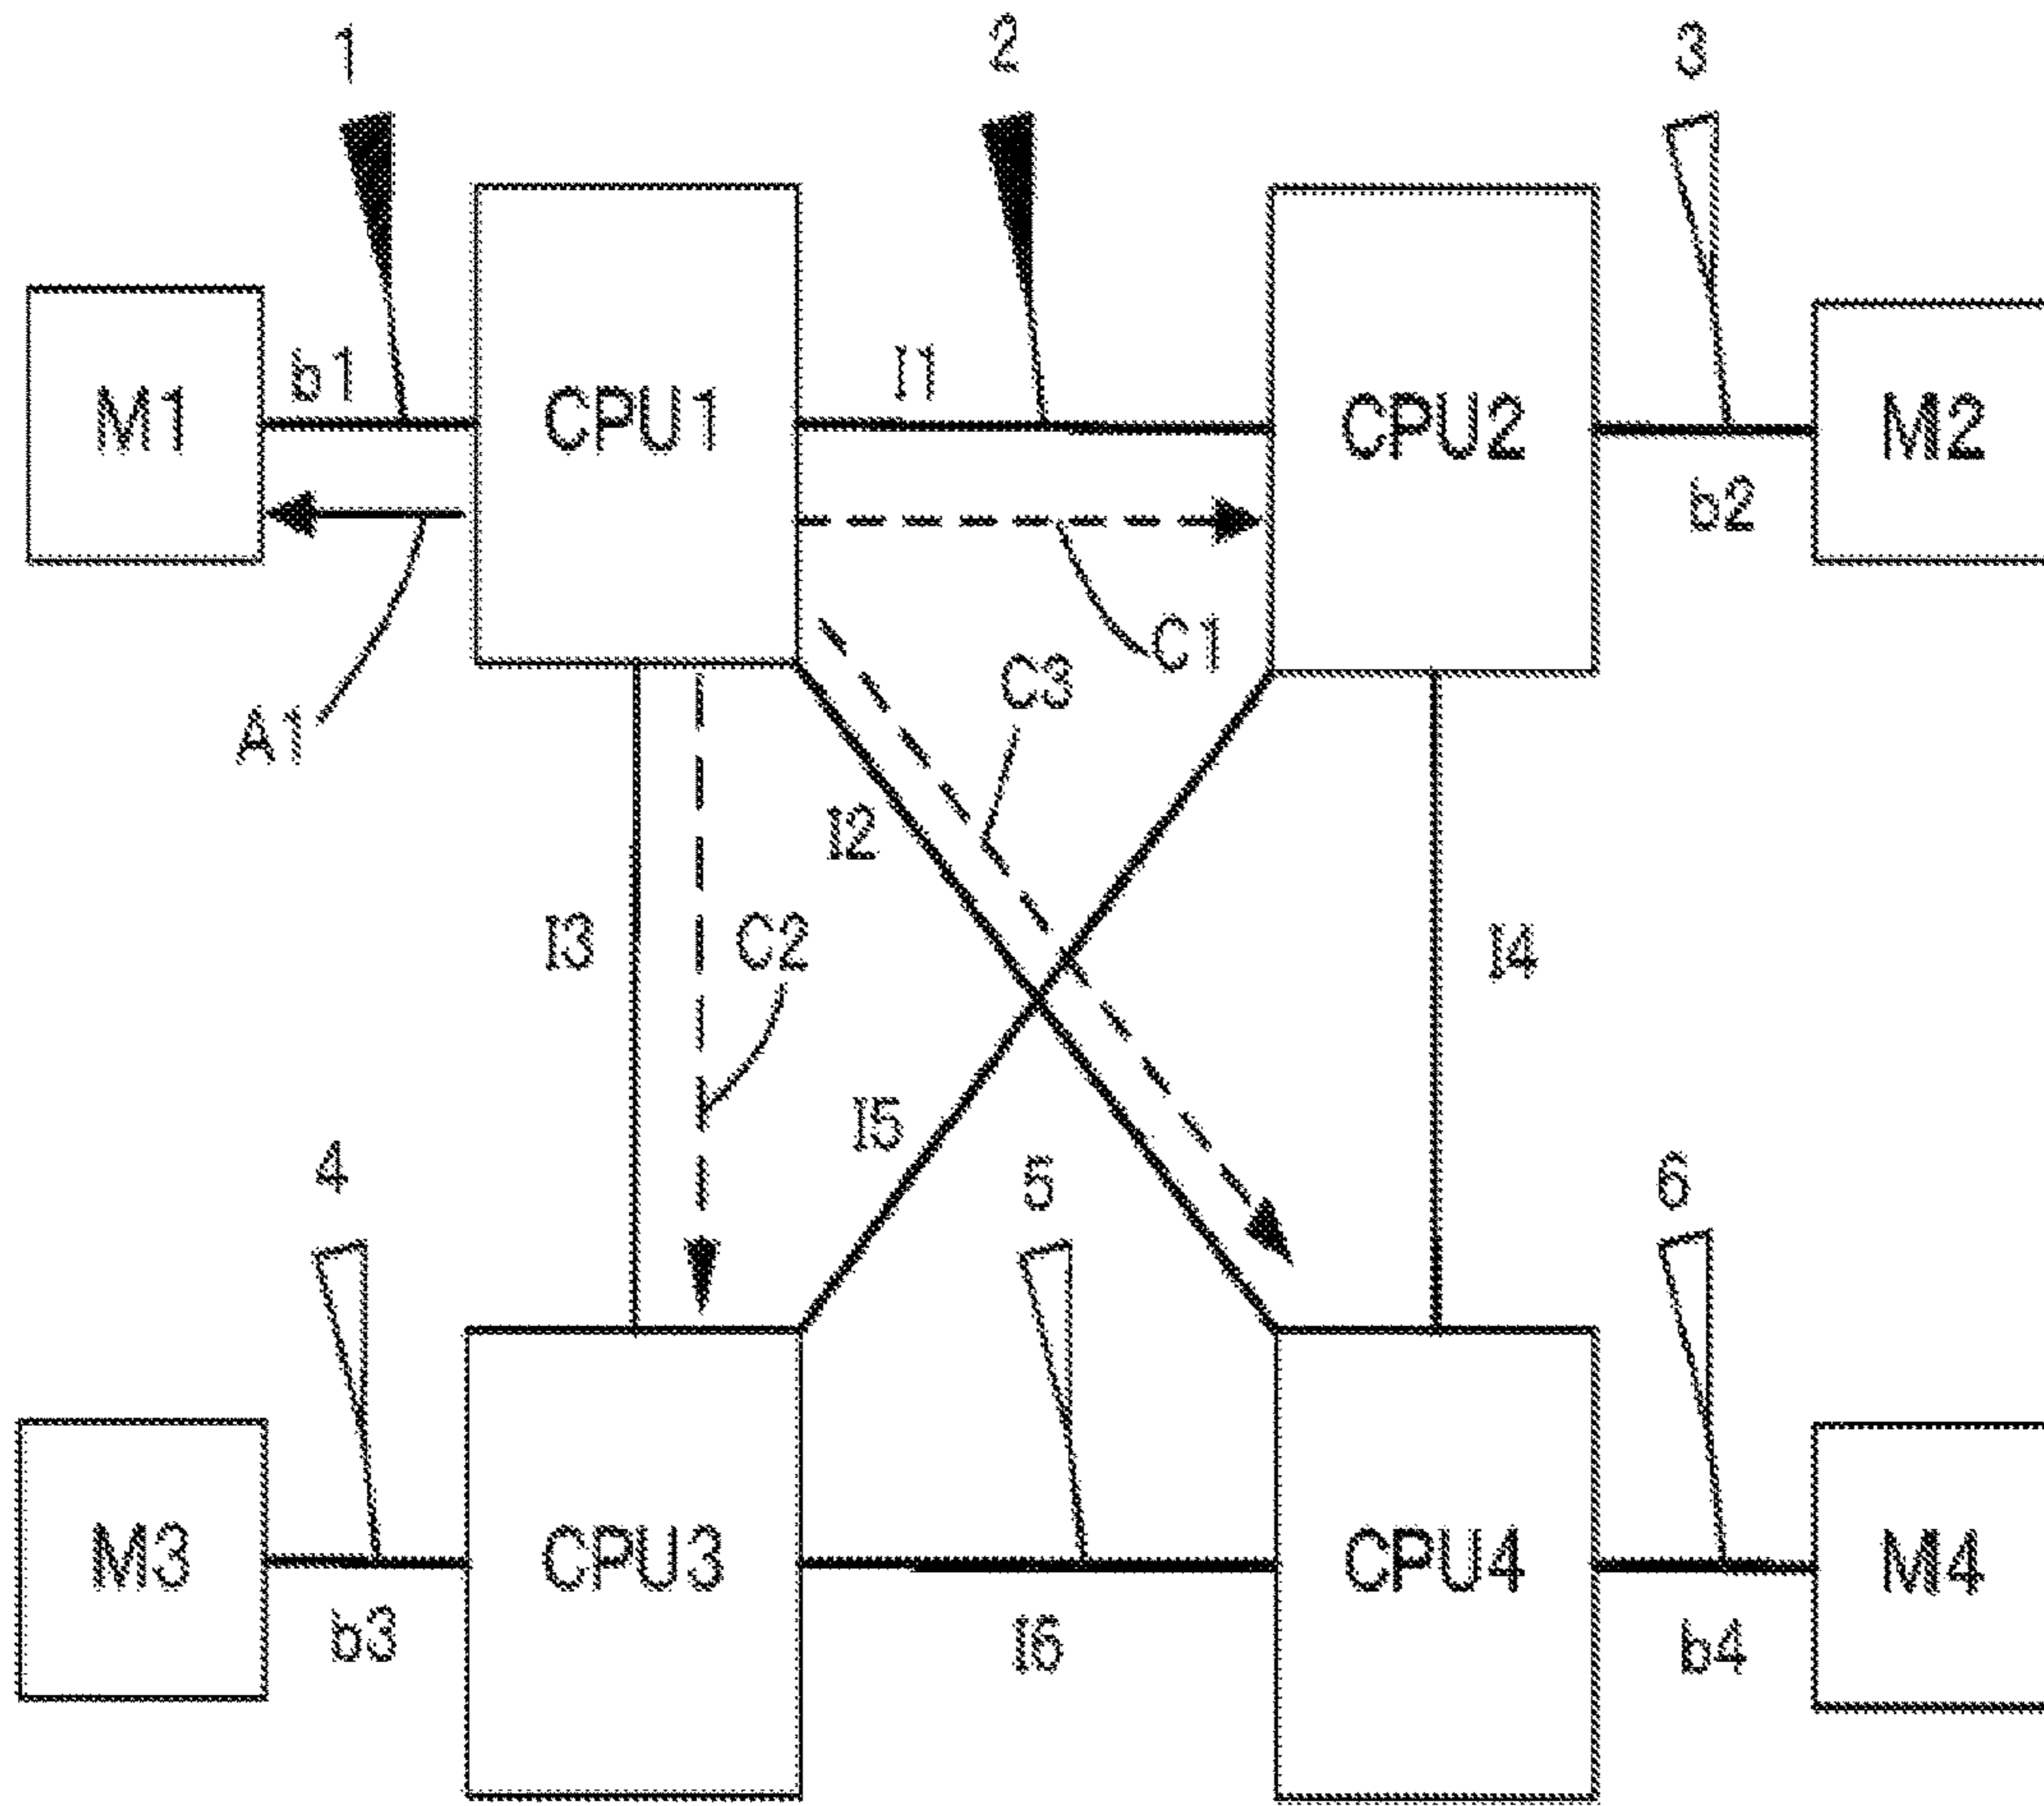 1 2 3
b1 I1
M1 CPU1 CPU2 M2
b2
C1
C3
A1
I2
I3 C2 I4
I5
4 5 6
M3 CPU3 CPU4 M4
b3 I6 b4